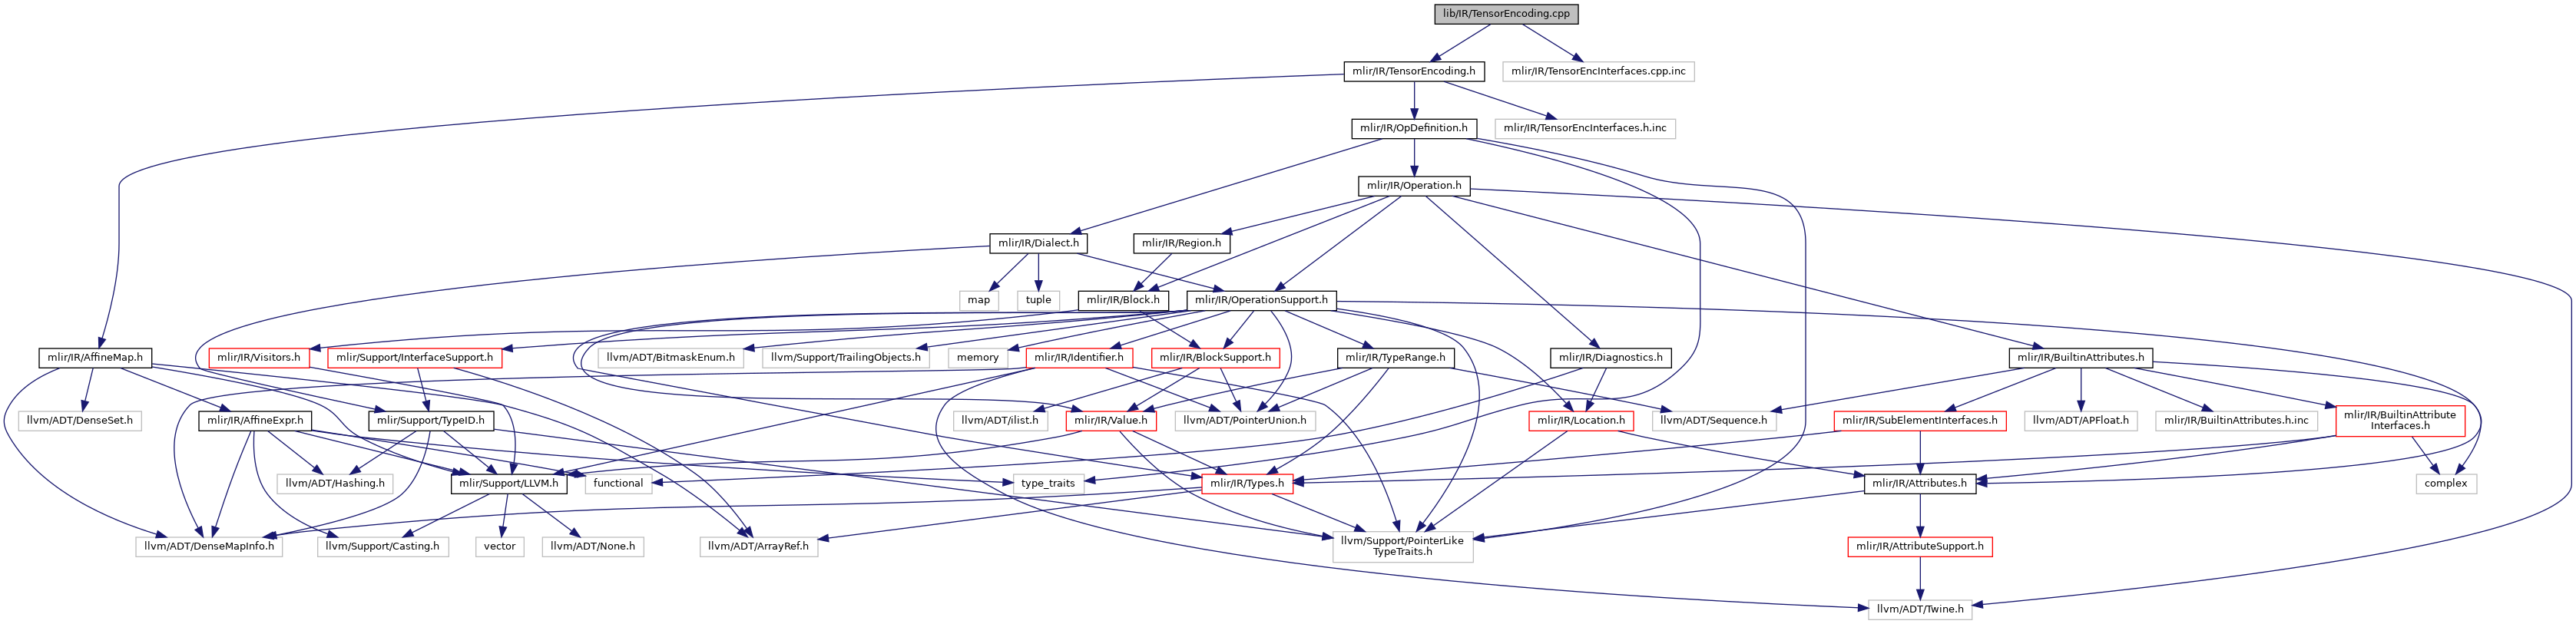 lib/IR/TensorEncoding.cpp
mlir/IR/TensorEncoding.h
mlir/IR/TensorEncInterfaces.cpp.inc
mlir/IR/OpDefinition.h
mlir/IR/TensorEncInterfaces.h.inc
mlir/IR/Operation.h
mlir/IR/Dialect.h
mlir/IR/Region.h
map
tuple
mlir/IR/Block.h
mlir/IR/OperationSupport.h
mlir/IR/AffineMap.h
mlir/IR/Visitors.h
mlir/Support/InterfaceSupport.h
llvm/ADT/BitmaskEnum.h
llvm/Support/TrailingObjects.h
memory
mlir/IR/Identifier.h
mlir/IR/BlockSupport.h
mlir/IR/TypeRange.h
mlir/IR/Diagnostics.h
mlir/IR/BuiltinAttributes.h
llvm/ADT/DenseSet.h
mlir/IR/AffineExpr.h
mlir/Support/TypeID.h
llvm/ADT/ilist.h
mlir/IR/Value.h
llvm/ADT/PointerUnion.h
mlir/IR/Location.h
llvm/ADT/Sequence.h
mlir/IR/SubElementInterfaces.h
llvm/ADT/APFloat.h
mlir/IR/BuiltinAttributes.h.inc
mlir/IR/BuiltinAttribute
Interfaces.h
llvm/ADT/Hashing.h
mlir/Support/LLVM.h
functional
type_traits
mlir/IR/Types.h
mlir/IR/Attributes.h
complex
llvm/ADT/DenseMapInfo.h
llvm/Support/Casting.h
vector
llvm/ADT/None.h
llvm/ADT/ArrayRef.h
llvm/Support/PointerLike
TypeTraits.h
mlir/IR/AttributeSupport.h
llvm/ADT/Twine.h